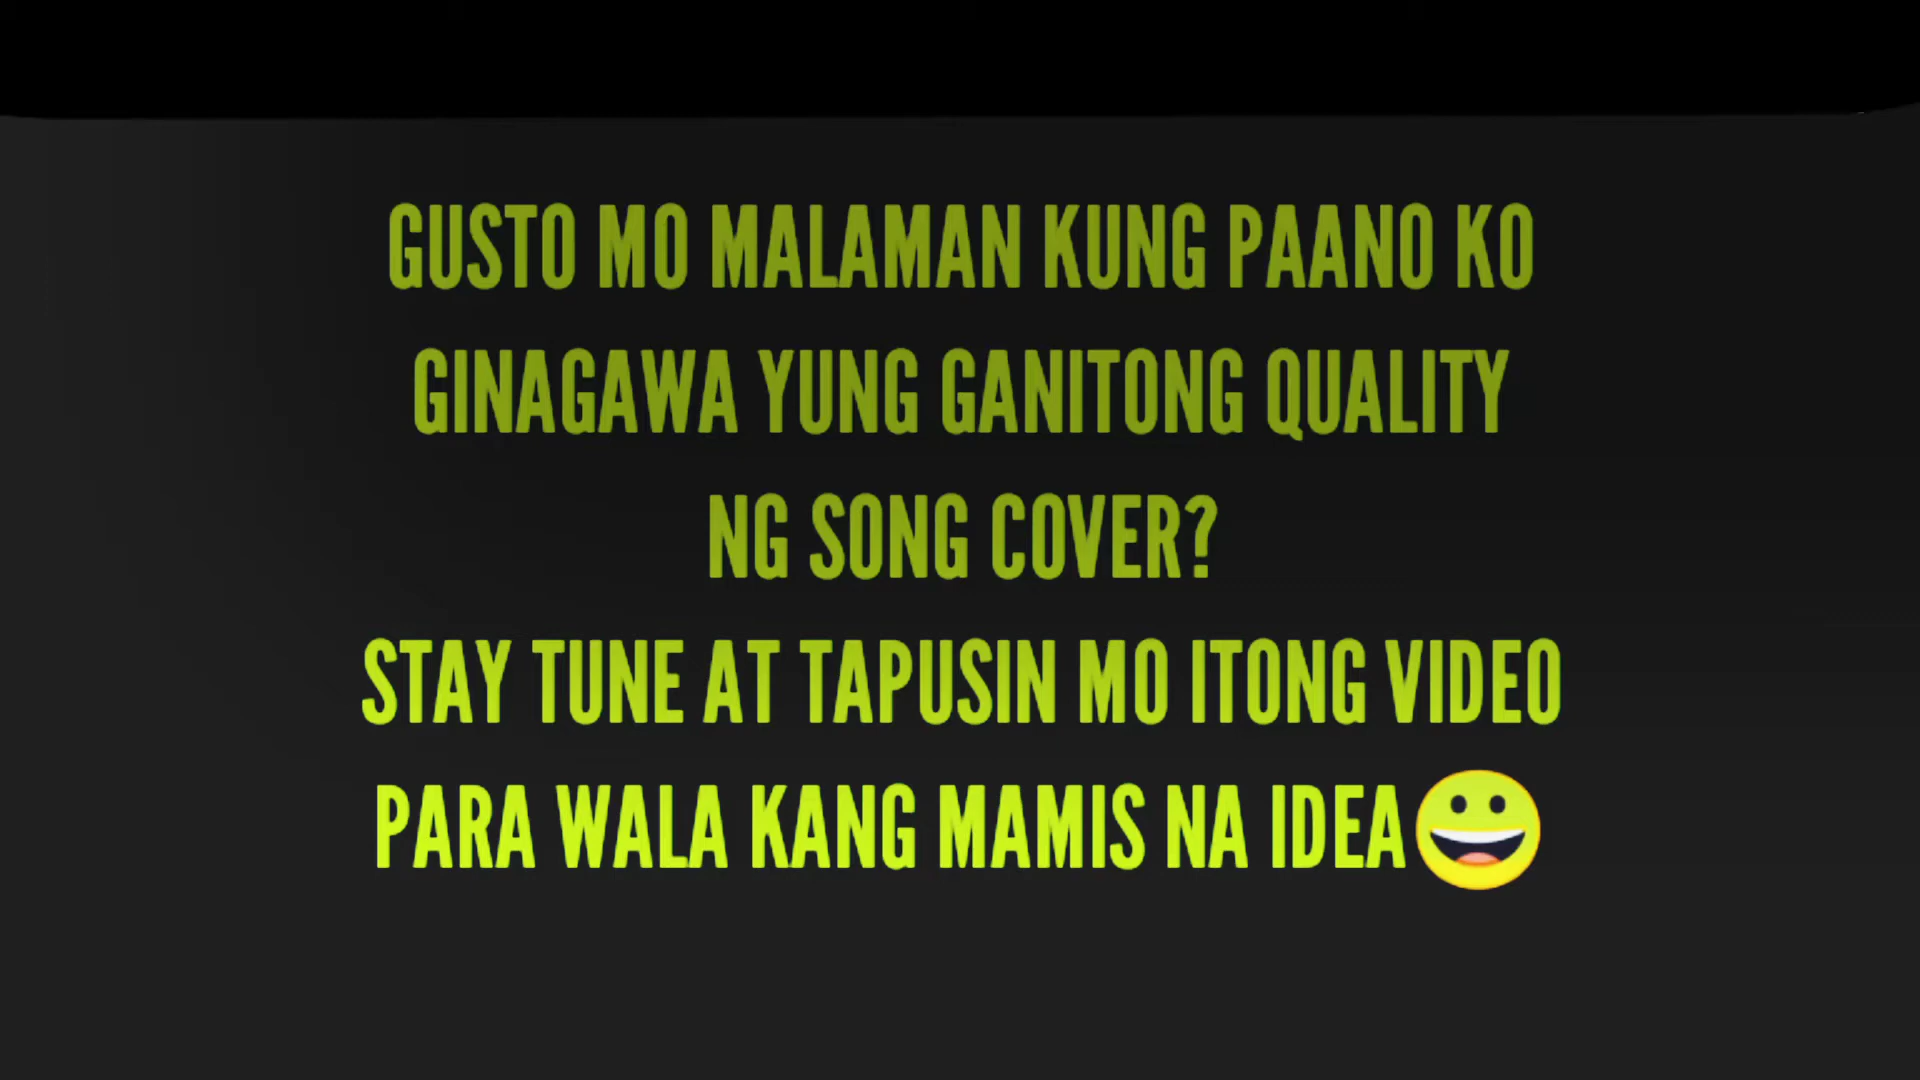 GUSTO MO MALAMAN KUNG PAANO KO
GINAGAWA YUNG GANITONG QUALITY
NG SONG COVER?
STAY TUNE AT TAPUSIN MO ITONG VIDEO
PARA WALA KANG MAMIS NA IDEA😀